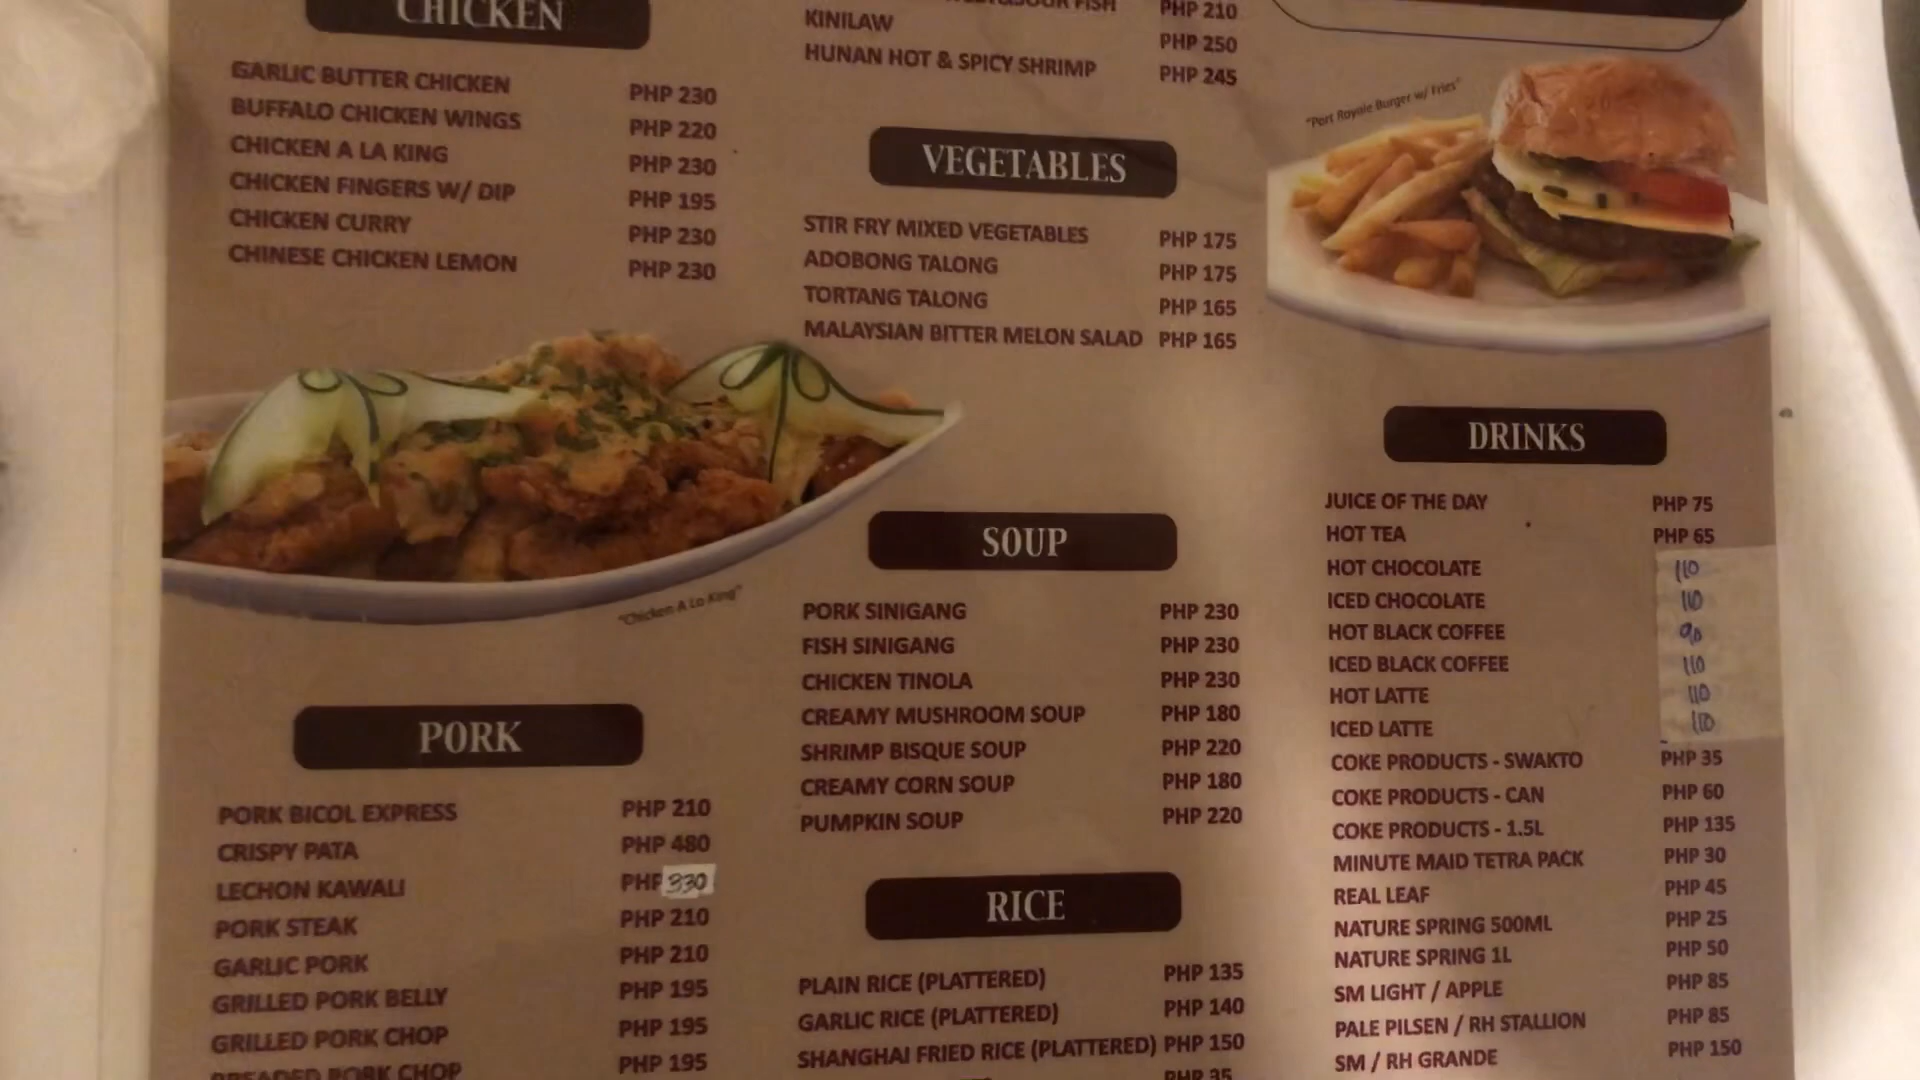 CHICKEN
GARLIC BUTTER CHICKEN PHP 230
BUFFALO CHICKEN WINGS PHP 220
CHICKEN A LA KING PHP 230
CHICKEN FINGERS W/ DIP PHP 195
CHICKEN CURRY PHP 230
CHINESE CHICKEN LEMON PHP 230
"Chicken A La King"
PORK
PORK BICOL EXPRESS PHP 210
CRISPY PATA PHP 480
LECHON KAWALI PHP 330
PORK STEAK PHP 210
GARLIC PORK PHP 210
GRILLED PORK BELLY PHP 195
GRILLED PORK CHOP PHP 195
BREADED PORK CHOP PHP 195
FISH PHP 210
KINILAW PHP 250
HUNAN HOT & SPICY SHRIMP PHP 245
VEGETABLES
STIR FRY MIXED VEGETABLES PHP 175
ADOBONG TALONG PHP 175
TORTANG TALONG PHP 165
MALAYSIAN BITTER MELON SALAD PHP 165
SOUP
PORK SINIGANG PHP 230
FISH SINIGANG PHP 230
CHICKEN TINOLA PHP 230
CREAMY MUSHROOM SOUP PHP 180
SHRIMP BISQUE SOUP PHP 220
CREAMY CORN SOUP PHP 180
PUMPKIN SOUP PHP 220
RICE
PLAIN RICE (PLATTERED) PHP 135
GARLIC RICE (PLATTERED) PHP 140
SHANGHAI FRIED RICE (PLATTERED) PHP 150
PHP 35
"Port Royale Burger w/ Fries"
DRINKS
JUICE OF THE DAY PHP 75
HOT TEA PHP 65
HOT CHOCOLATE 110
ICED CHOCOLATE 110
HOT BLACK COFFEE 90
ICED BLACK COFFEE 110
HOT LATTE 110
ICED LATTE 110
COKE PRODUCTS - SWAKTO PHP 35
COKE PRODUCTS - CAN PHP 60
COKE PRODUCTS - 1.5L PHP 135
MINUTE MAID TETRA PACK PHP 30
REAL LEAF PHP 45
NATURE SPRING 500ML PHP 25
NATURE SPRING 1L PHP 50
SM LIGHT / APPLE PHP 85
PALE PILSEN / RH STALLION PHP 85
SM / RH GRANDE PHP 150